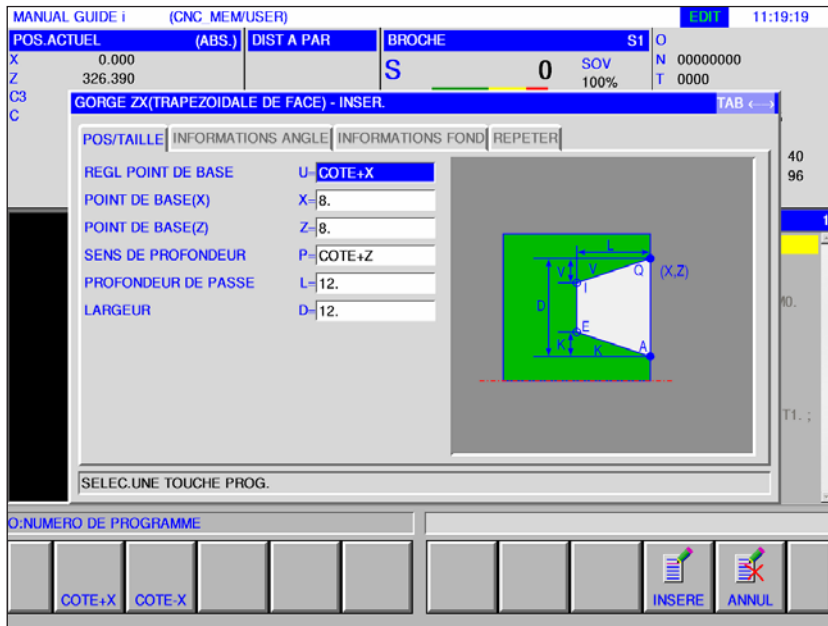 MANUAL GUIDE i (CNC_MEM/USER) EDIT 11:19:19
POS.ACTUEL (ABS.) DIST A PAR BROCHE S1 O
X 0.000
Z 326.390
C3
C
S 0 SOV
100%
N 00000000
T 0000
GORGE ZX(TRAPEZOIDALE DE FACE) - INSER. TAB ←→
POS/TAILLE INFORMATIONS ANGLE INFORMATIONS FOND REPETER
REGL POINT DE BASE U= COTE+X
POINT DE BASE(X) X= 8.
POINT DE BASE(Z) Z= 8.
SENS DE PROFONDEUR P= COTE+Z
PROFONDEUR DE PASSE L= 12.
LARGEUR D= 12.
L
V V Q (X,Z)
I
D
E
K K A
40
96
1
M0.
T1. ;
SELEC.UNE TOUCHE PROG.
O:NUMERO DE PROGRAMME
COTE+X COTE-X INSERE ANNUL